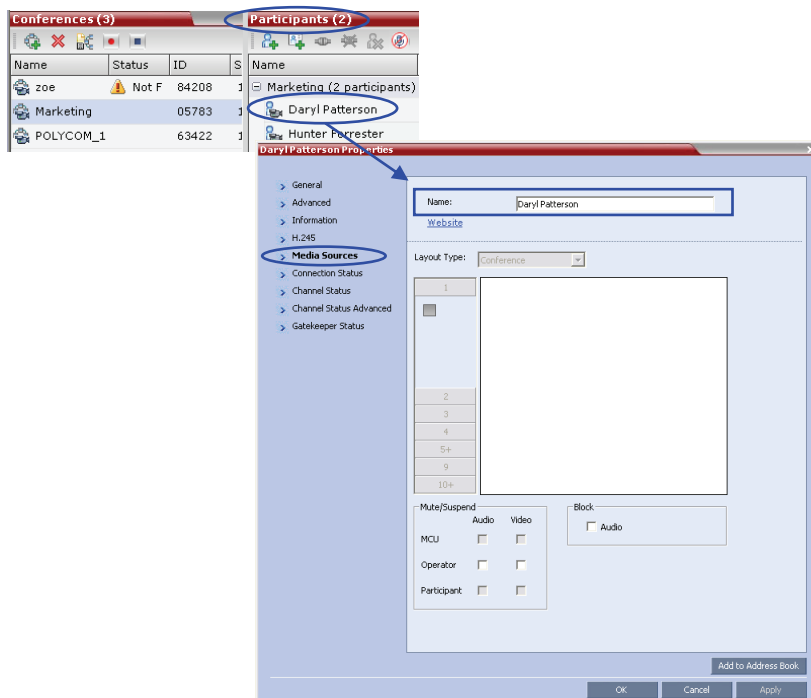 Conferences (3)
Participants (2)
Name Status ID S
Name
zoe Not F 84208 1
Marketing (2 participants)
Marketing 05783 1
Daryl Patterson
POLYCOM_1 63422 1
Hunter Forrester
Daryl Patterson Properties
General
Advanced
Information
H.245
Media Sources
Connection Status
Channel Status
Channel Status Advanced
Gatekeeper Status
Name: Daryl Patterson
Website
Layout Type: Conference
1
2
3
4
5+
9
10+
Mute/Suspend
Audio Video
MCU
Operator
Participant
Block
Audio
Add to Address Book
OK Cancel Apply